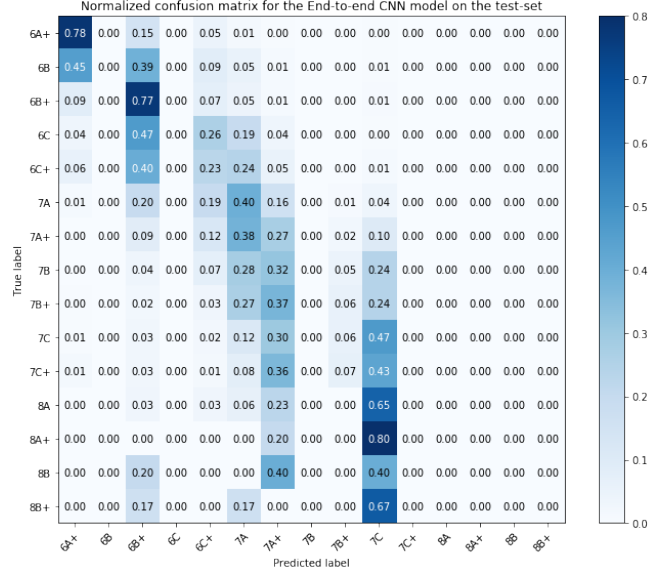 Normalized confusion matrix for the End-to-end CNN model on the test-set
6A+ 0.78 0.00 0.15 0.00 0.05 0.01 0.00 0.00 0.00 0.00 0.00 0.00 0.00 0.00 0.00
6B 0.45 0.00 0.39 0.00 0.09 0.05 0.01 0.00 0.00 0.01 0.00 0.00 0.00 0.00 0.00
6B+ 0.09 0.00 0.77 0.00 0.07 0.05 0.01 0.00 0.00 0.01 0.00 0.00 0.00 0.00 0.00
6C 0.04 0.00 0.47 0.00 0.26 0.19 0.04 0.00 0.00 0.00 0.00 0.00 0.00 0.00 0.00
6C+ 0.06 0.00 0.40 0.00 0.23 0.24 0.05 0.00 0.00 0.01 0.00 0.00 0.00 0.00 0.00
7A 0.01 0.00 0.20 0.00 0.19 0.40 0.16 0.00 0.01 0.04 0.00 0.00 0.00 0.00 0.00
7A+ 0.00 0.00 0.09 0.00 0.12 0.38 0.27 0.00 0.02 0.10 0.00 0.00 0.00 0.00 0.00
7B 0.00 0.00 0.04 0.00 0.07 0.28 0.32 0.00 0.05 0.24 0.00 0.00 0.00 0.00 0.00
7B+ 0.00 0.00 0.02 0.00 0.03 0.27 0.37 0.00 0.06 0.24 0.00 0.00 0.00 0.00 0.00
7C 0.01 0.00 0.03 0.00 0.02 0.12 0.30 0.00 0.06 0.47 0.00 0.00 0.00 0.00 0.00
7C+ 0.01 0.00 0.03 0.00 0.01 0.08 0.36 0.00 0.07 0.43 0.00 0.00 0.00 0.00 0.00
8A 0.00 0.00 0.03 0.00 0.03 0.06 0.23 0.00 0.00 0.65 0.00 0.00 0.00 0.00 0.00
8A+ 0.00 0.00 0.00 0.00 0.00 0.00 0.20 0.00 0.00 0.80 0.00 0.00 0.00 0.00 0.00
8B 0.00 0.00 0.20 0.00 0.00 0.00 0.40 0.00 0.00 0.40 0.00 0.00 0.00 0.00 0.00
8B+ 0.00 0.00 0.17 0.00 0.00 0.17 0.00 0.00 0.00 0.67 0.00 0.00 0.00 0.00 0.00
6A+ 6B 6B+ 6C 6C+ 7A 7A+ 7B 7B+ 7C 7C+ 8A 8A+ 8B 8B+
Predicted label
True label
0.8
0.7
0.6
0.5
0.4
0.3
0.2
0.1
0.0